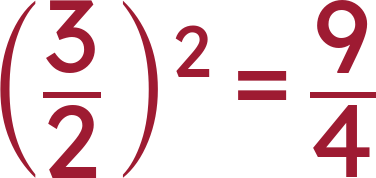 (3/2)² = 9/4